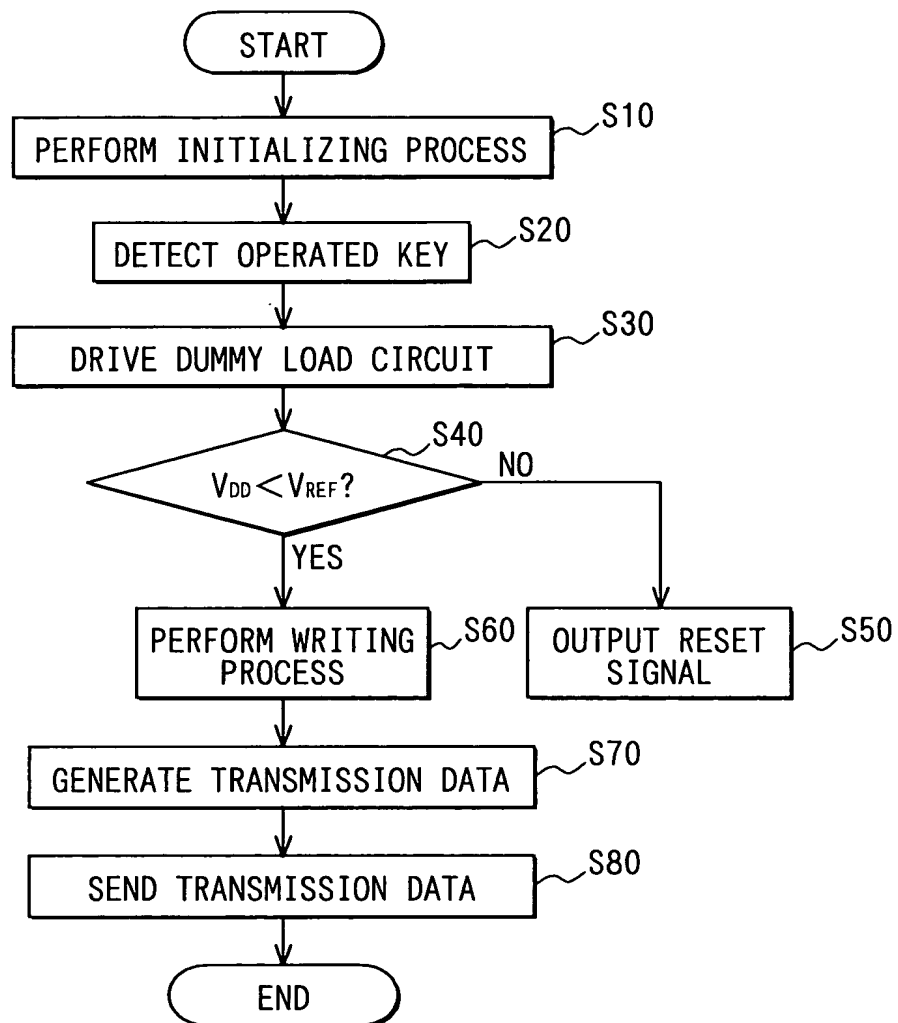 START
PERFORM INITIALIZING PROCESS
S10
DETECT OPERATED KEY
S20
DRIVE DUMMY LOAD CIRCUIT
S30
S40
VDD<VREF?
NO
YES
PERFORM WRITING
PROCESS
S60
OUTPUT RESET
SIGNAL
S50
GENERATE TRANSMISSION DATA
S70
SEND TRANSMISSION DATA
S80
END